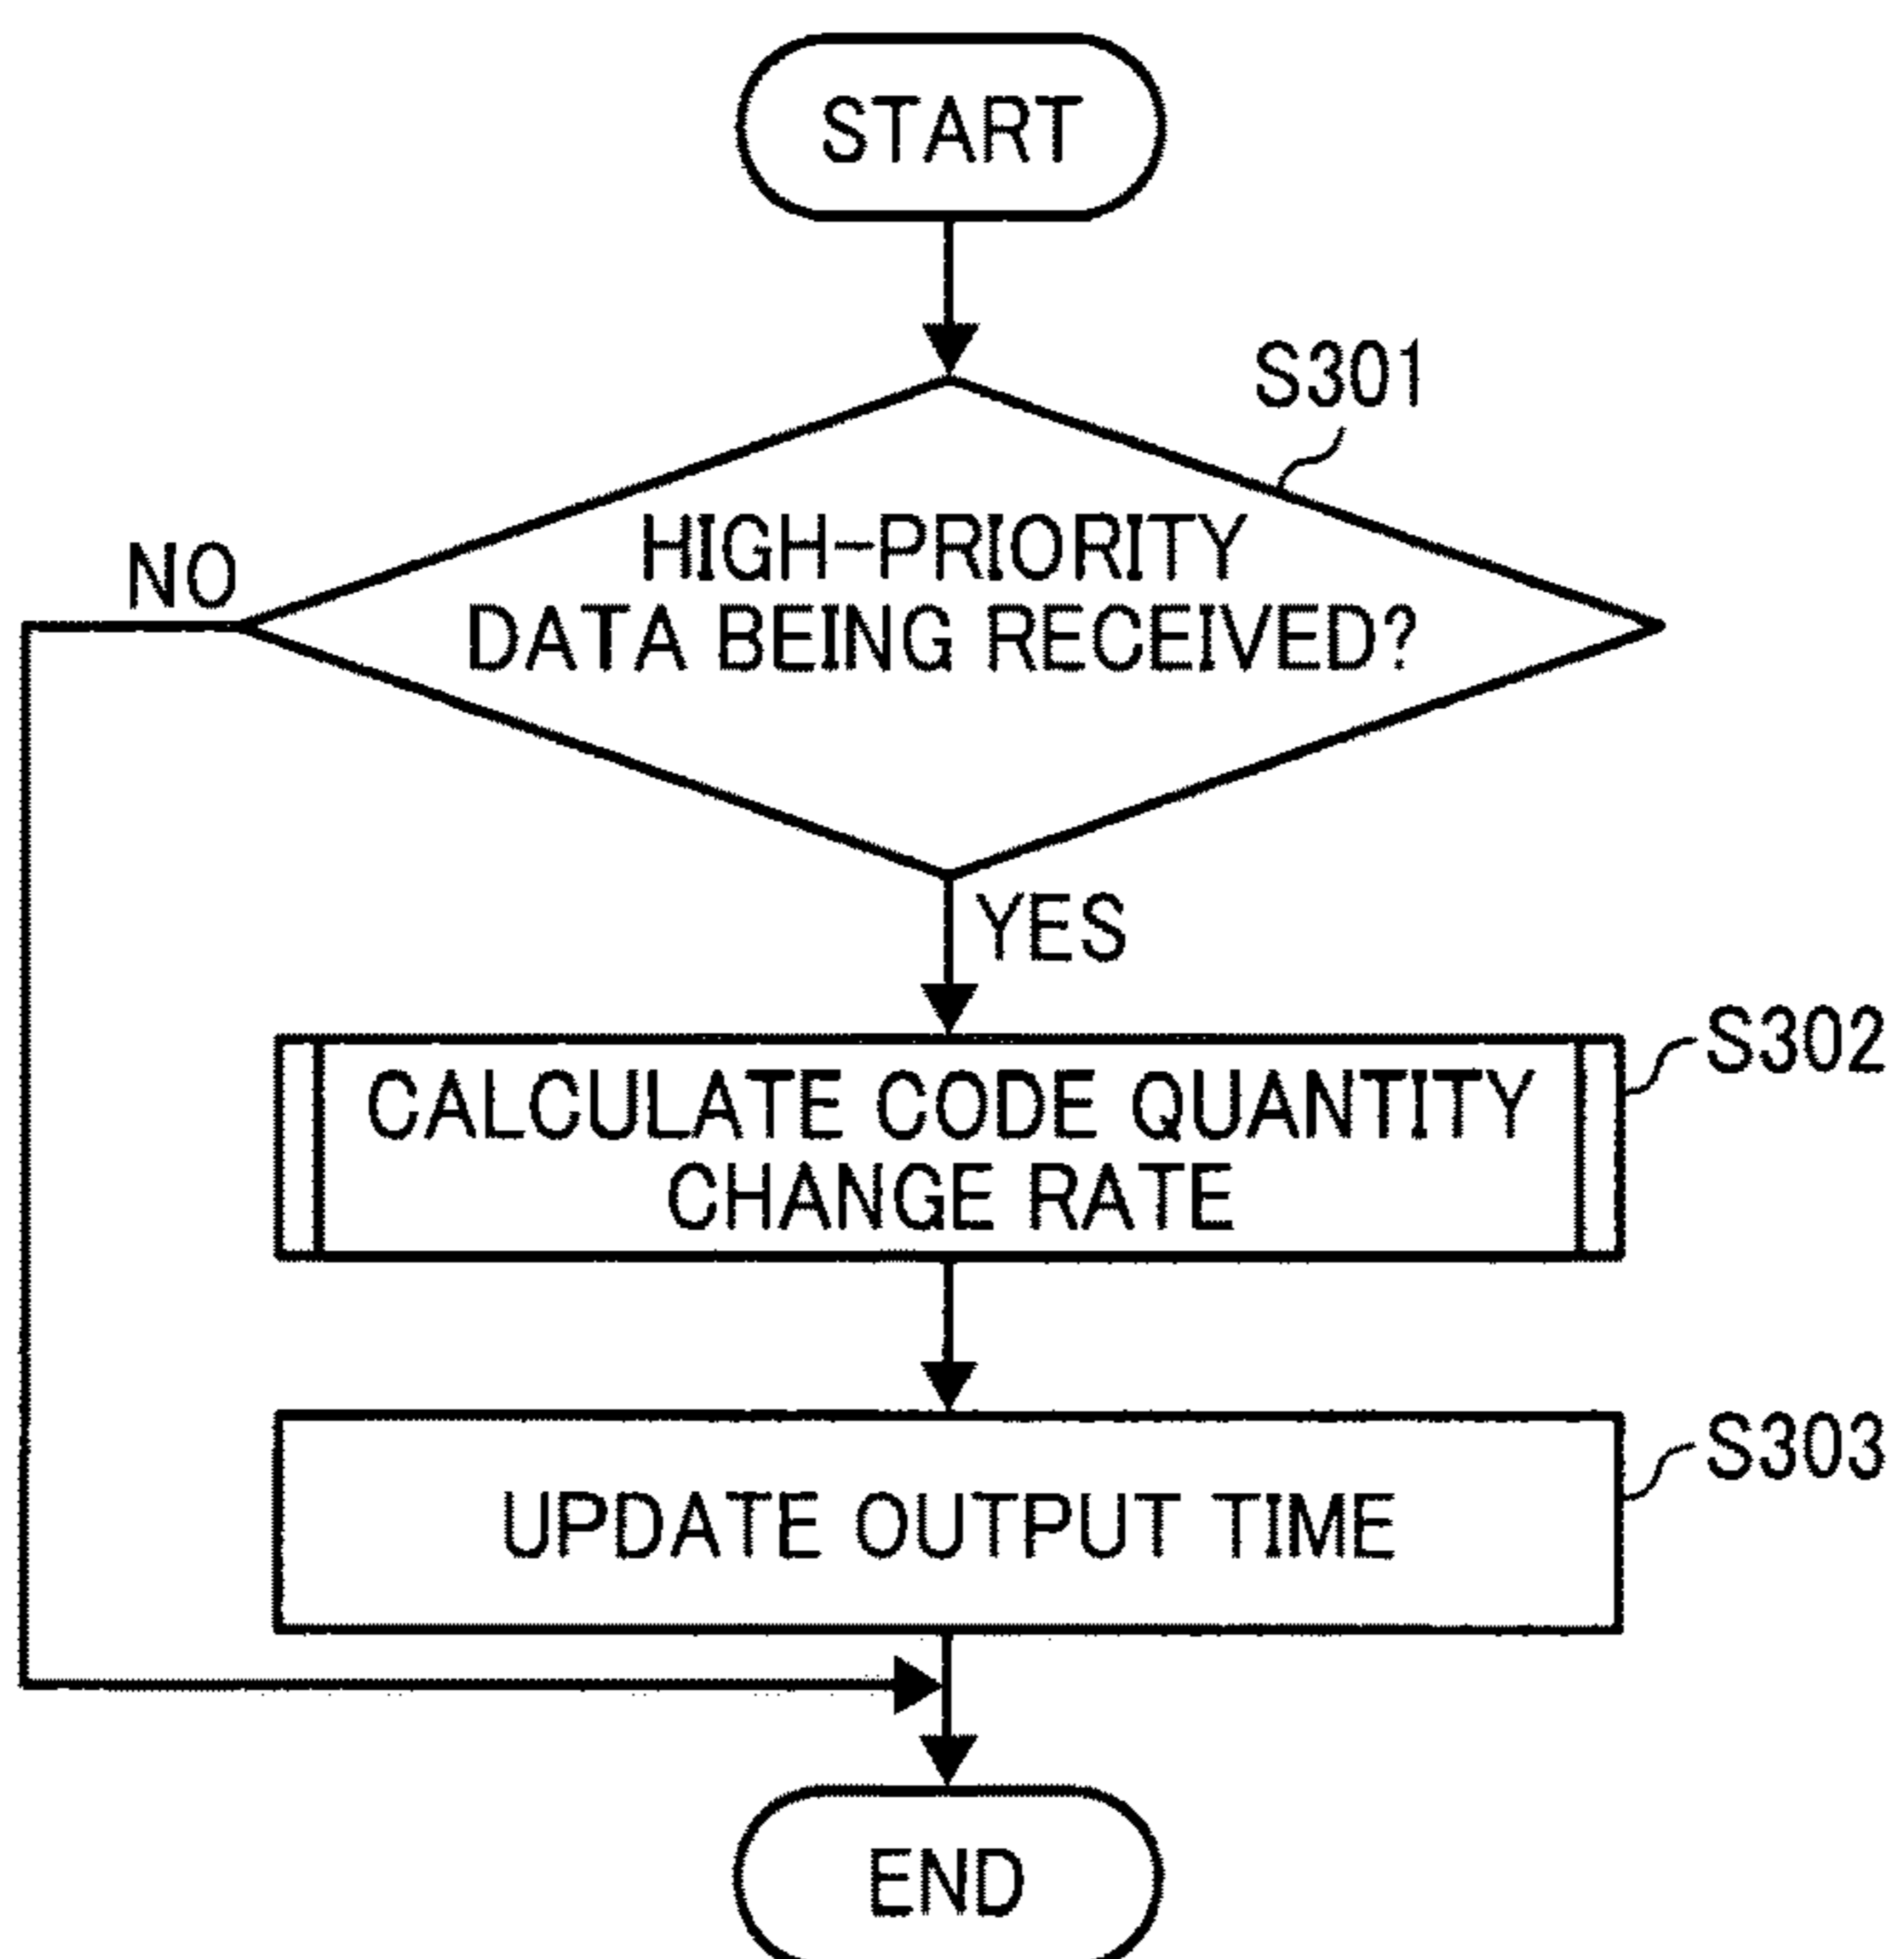 START
S301
HIGH-PRIORITY
DATA BEING RECEIVED?
NO
YES
S302
CALCULATE CODE QUANTITY
CHANGE RATE
S303
UPDATE OUTPUT TIME
END